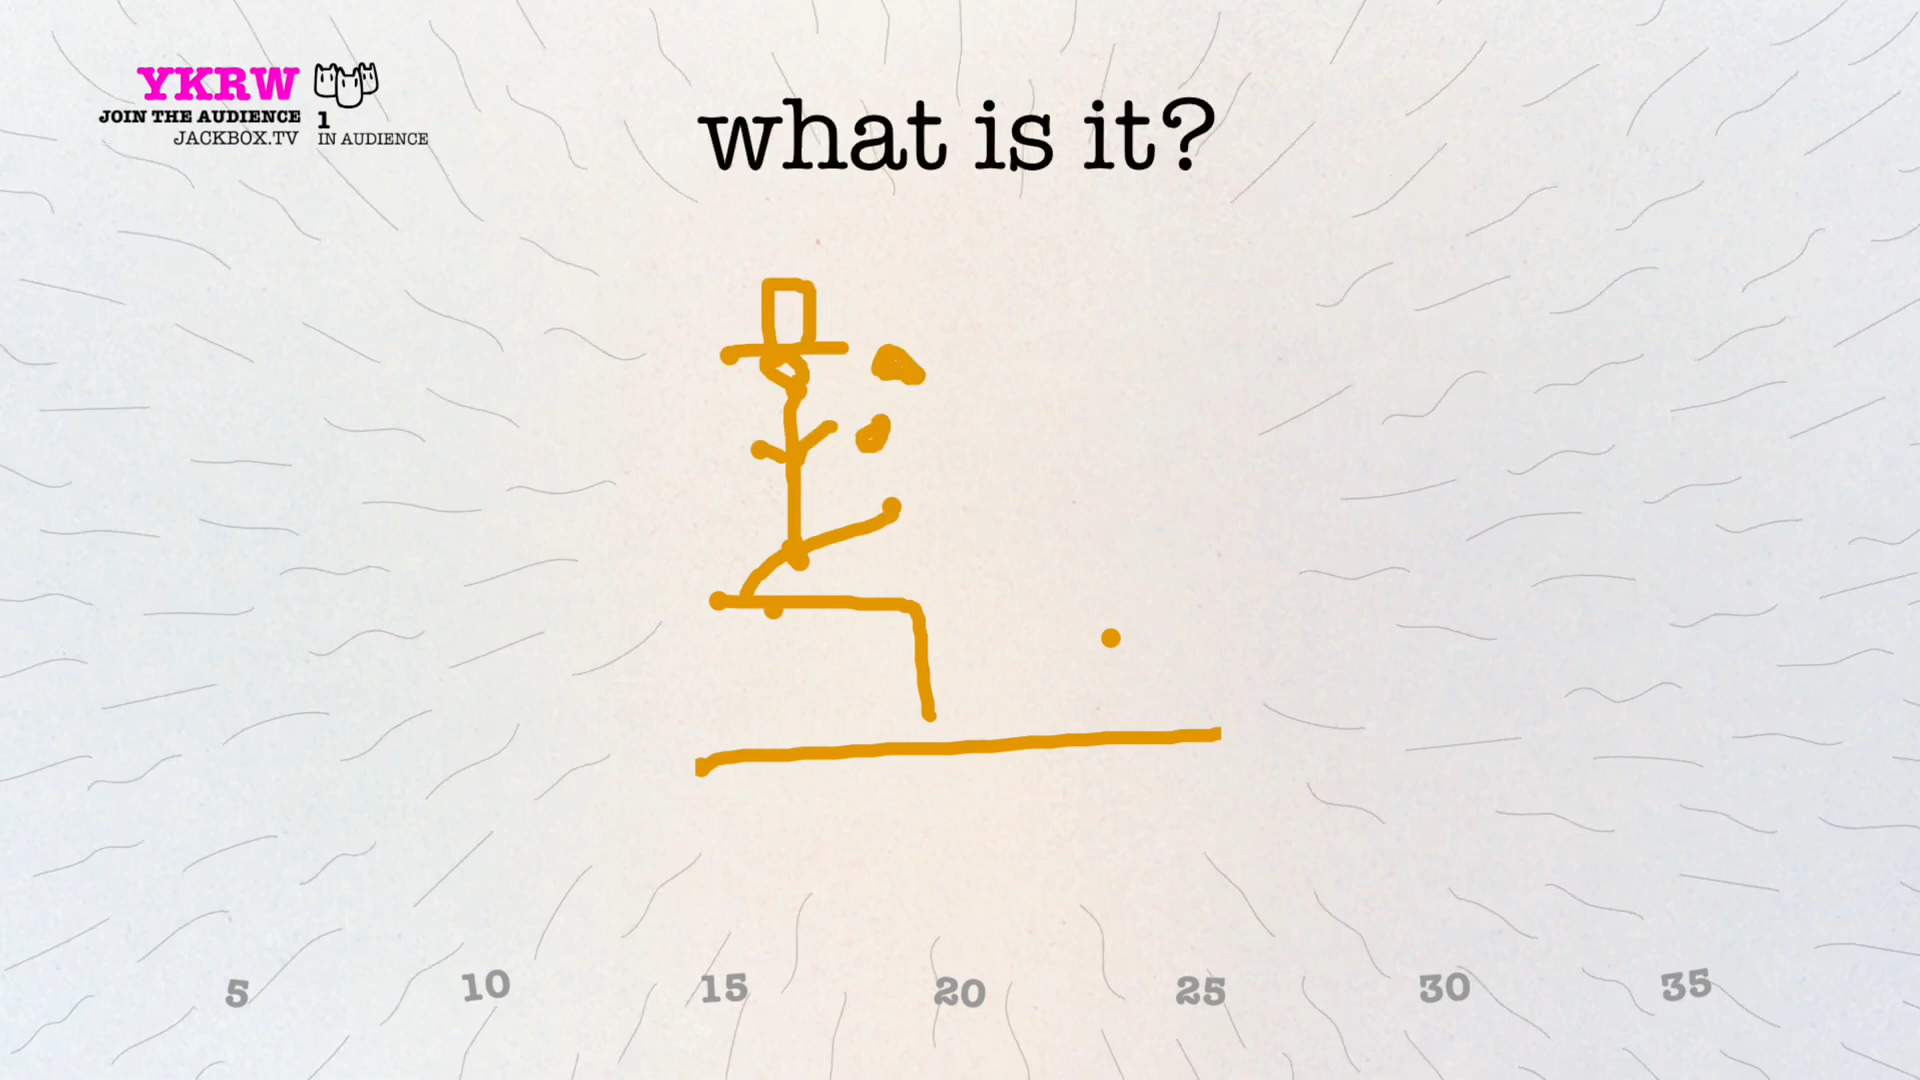 YKRW
JOIN THE AUDIENCE
JACKBOX.TV
1
IN AUDIENCE
what is it?
5 10 15 20 25 30 35